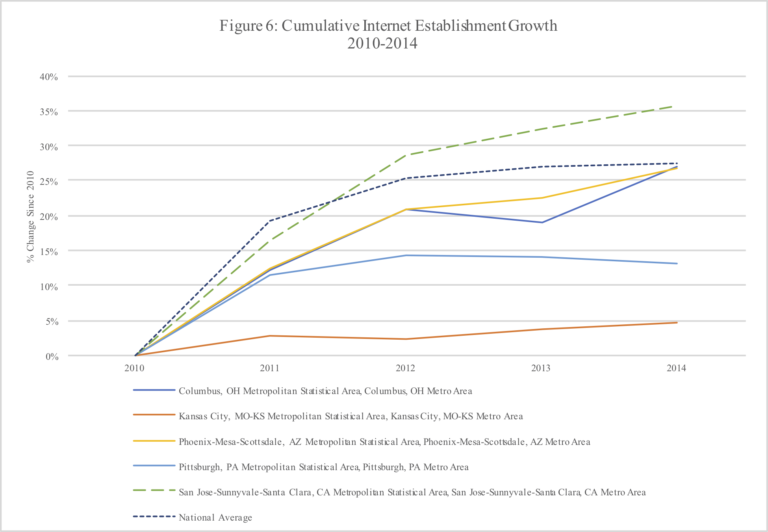 Figure 6: Cumulative Internet Establishment Growth
2010-2014
40%
35%
30%
25%
20%
15%
10%
5%
0%
% Change Since 2010
2010 2011 2012 2013 2014
Columbus, OH Metropolitan Statistical Area, Columbus, OH Metro Area
Kansas City, MO-KS Metropolitan Statistical Area, Kansas City, MO-KS Metro Area
Phoenix-Mesa-Scottsdale, AZ Metropolitan Statistical Area, Phoenix-Mesa-Scottsdale, AZ Metro Area
Pittsburgh, PA Metropolitan Statistical Area, Pittsburgh, PA Metro Area
San Jose-Sunnyvale-Santa Clara, CA Metropolitan Statistical Area, San Jose-Sunnyvale-Santa Clara, CA Metro Area
National Average